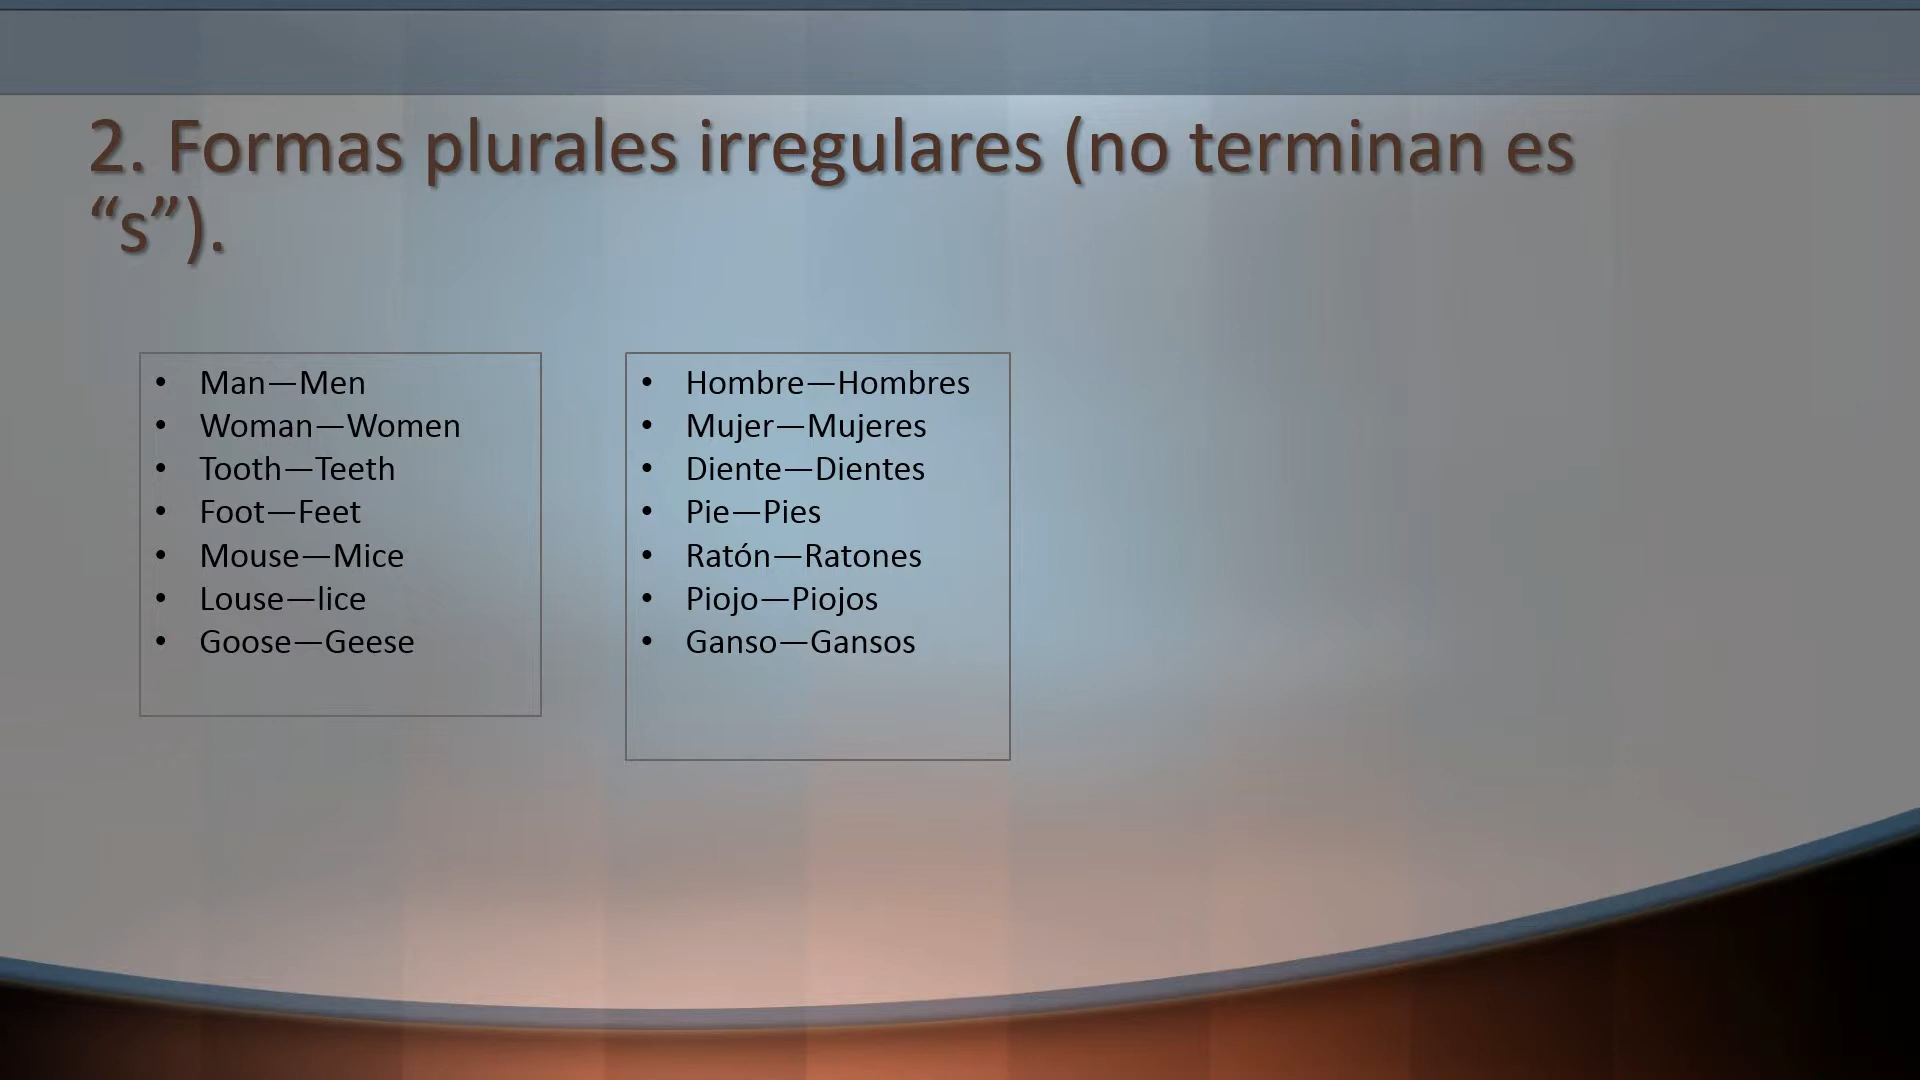 2. Formas plurales irregulares (no terminan es
“s”).
• Man—Men
• Woman—Women
• Tooth—Teeth
• Foot—Feet
• Mouse—Mice
• Louse—lice
• Goose—Geese
• Hombre—Hombres
• Mujer—Mujeres
• Diente—Dientes
• Pie—Pies
• Ratón—Ratones
• Piojo—Piojos
• Ganso—Gansos